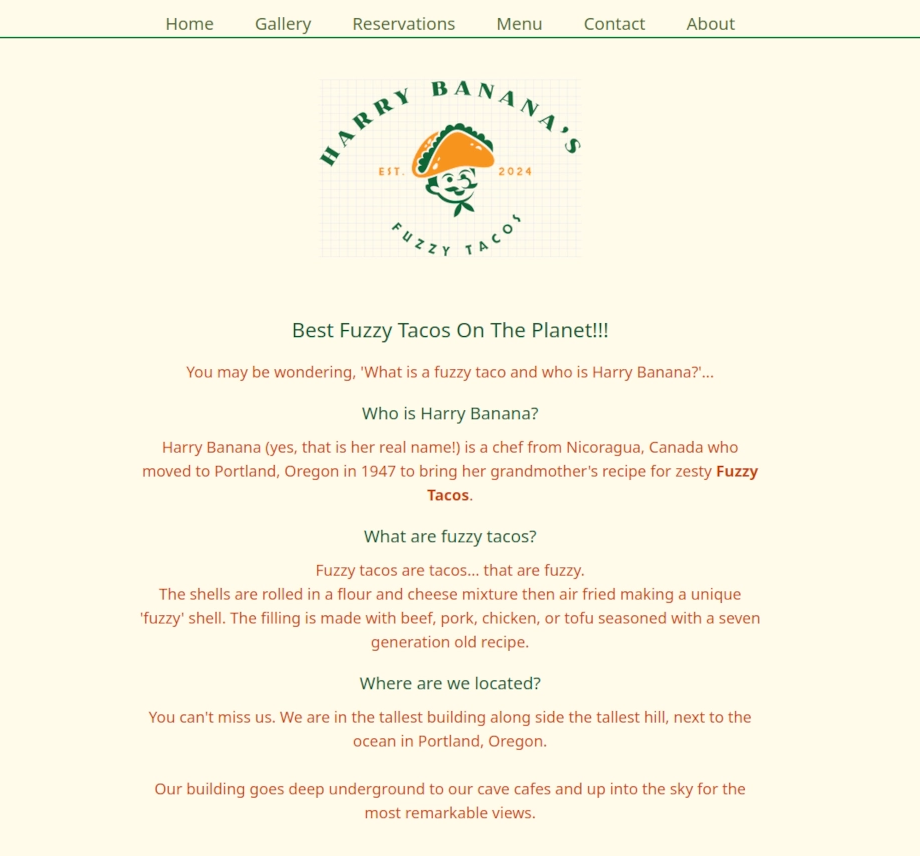 Home Gallery Reservations Menu Contact About
HARRY BANANA'S
EST. 2024
FUZZY TACOS
Best Fuzzy Tacos On The Planet!!!
You may be wondering, 'What is a fuzzy taco and who is Harry Banana?'...
Who is Harry Banana?
Harry Banana (yes, that is her real name!) is a chef from Nicoragua, Canada who
moved to Portland, Oregon in 1947 to bring her grandmother's recipe for zesty Fuzzy
Tacos.
What are fuzzy tacos?
Fuzzy tacos are tacos... that are fuzzy.
The shells are rolled in a flour and cheese mixture then air fried making a unique
'fuzzy' shell. The filling is made with beef, pork, chicken, or tofu seasoned with a seven
generation old recipe.
Where are we located?
You can't miss us. We are in the tallest building along side the tallest hill, next to the
ocean in Portland, Oregon.
Our building goes deep underground to our cave cafes and up into the sky for the
most remarkable views.